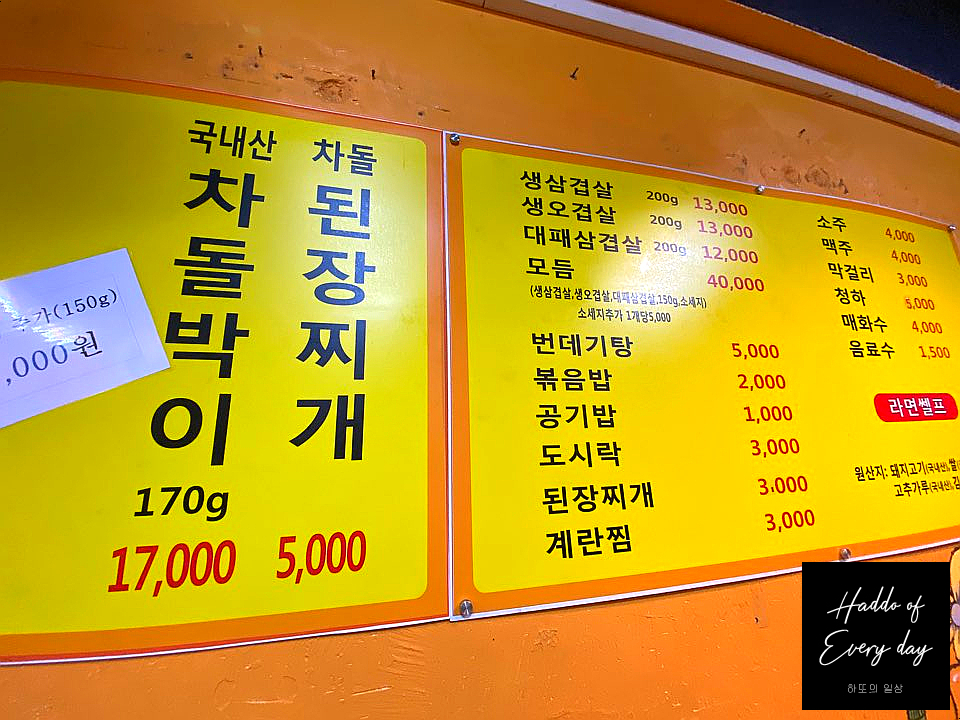 국내산
차돌박이
170g
17,000
차돌
된장찌개
5,000
추가(150g)
,000원
생삼겹살 200g 13,000
생오겹살 200g 13,000
대패삼겹살 200g 12,000
모듬 40,000
(생삼겹살,생오겹살,대패삼겹살,150g,소세지)
소세지추가 1개당5,000
번데기탕 5,000
볶음밥 2,000
공기밥 1,000
도시락 3,000
된장찌개 3.000
계란찜 3,000
소주 4,000
맥주 4,000
막걸리 3,000
청하 5,000
매화수 4,000
음료수 1,500
라면쎌프
원산지: 돼지고기(국내산), 쌀(
고추가루(국내산), 김
Haddo of
Every day
하또의 일상